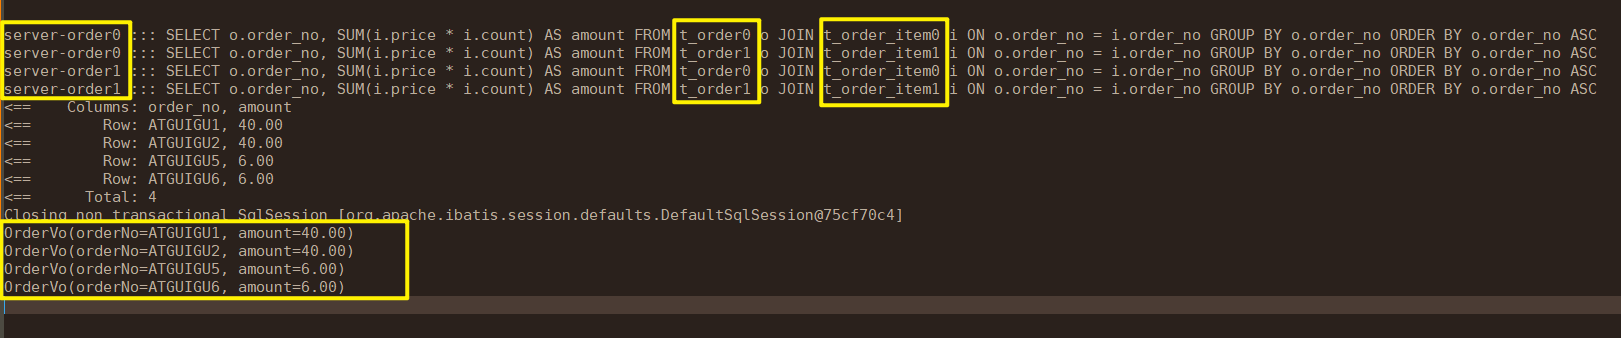 server-order0 ::: SELECT o.order_no, SUM(i.price * i.count) AS amount FROM t_order0 o JOIN t_order_item0 i ON o.order_no = i.order_no GROUP BY o.order_no ORDER BY o.order_no ASC
server-order0 ::: SELECT o.order_no, SUM(i.price * i.count) AS amount FROM t_order1 o JOIN t_order_item1 i ON o.order_no = i.order_no GROUP BY o.order_no ORDER BY o.order_no ASC
server-order1 ::: SELECT o.order_no, SUM(i.price * i.count) AS amount FROM t_order0 o JOIN t_order_item0 i ON o.order_no = i.order_no GROUP BY o.order_no ORDER BY o.order_no ASC
server-order1 ::: SELECT o.order_no, SUM(i.price * i.count) AS amount FROM t_order1 o JOIN t_order_item1 i ON o.order_no = i.order_no GROUP BY o.order_no ORDER BY o.order_no ASC
<==    Columns: order_no, amount
<==        Row: ATGUIGU1, 40.00
<==        Row: ATGUIGU2, 40.00
<==        Row: ATGUIGU5, 6.00
<==        Row: ATGUIGU6, 6.00
<==      Total: 4
Closing non transactional SqlSession [org.apache.ibatis.session.defaults.DefaultSqlSession@75cf70c4]
OrderVo(orderNo=ATGUIGU1, amount=40.00)
OrderVo(orderNo=ATGUIGU2, amount=40.00)
OrderVo(orderNo=ATGUIGU5, amount=6.00)
OrderVo(orderNo=ATGUIGU6, amount=6.00)